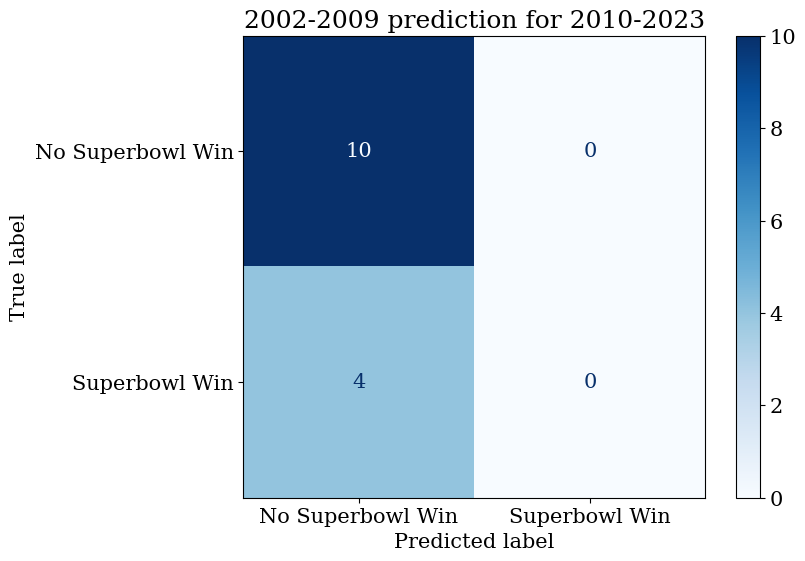 2002-2009 prediction for 2010-2023
10
No Superbowl Win
10
0
8
6
True label
4
Superbowl Win
4
0
2
0
No Superbowl Win
Superbowl Win
Predicted label